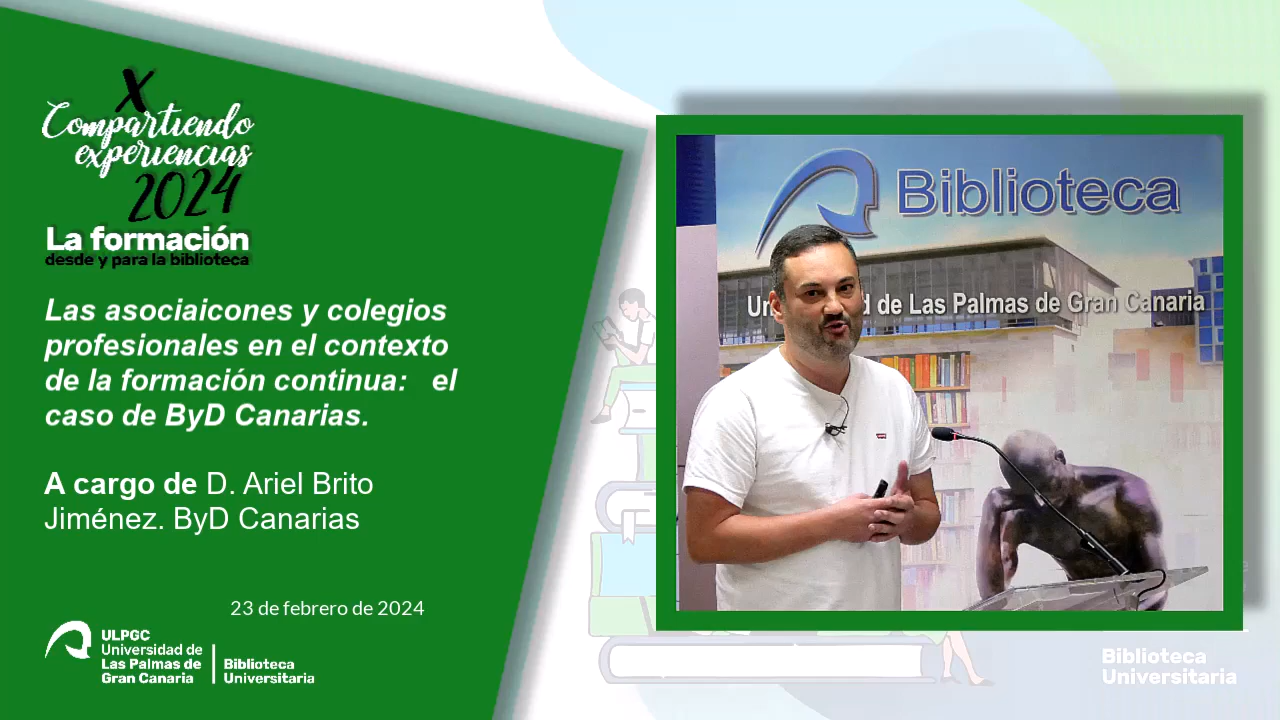 X
Compartiendo
experiencias
2024
La formación
desde y para la biblioteca
Las asociaicones y colegios
profesionales en el contexto
de la formación continua: el
caso de ByD Canarias.
A cargo de D. Ariel Brito
Jiménez. ByD Canarias
23 de febrero de 2024
ULPGC
Universidad de
Las Palmas de
Gran Canaria
Biblioteca
Universitaria
Biblioteca
Un d de Las Palmas de Gran Canaria
Biblioteca
Universitaria